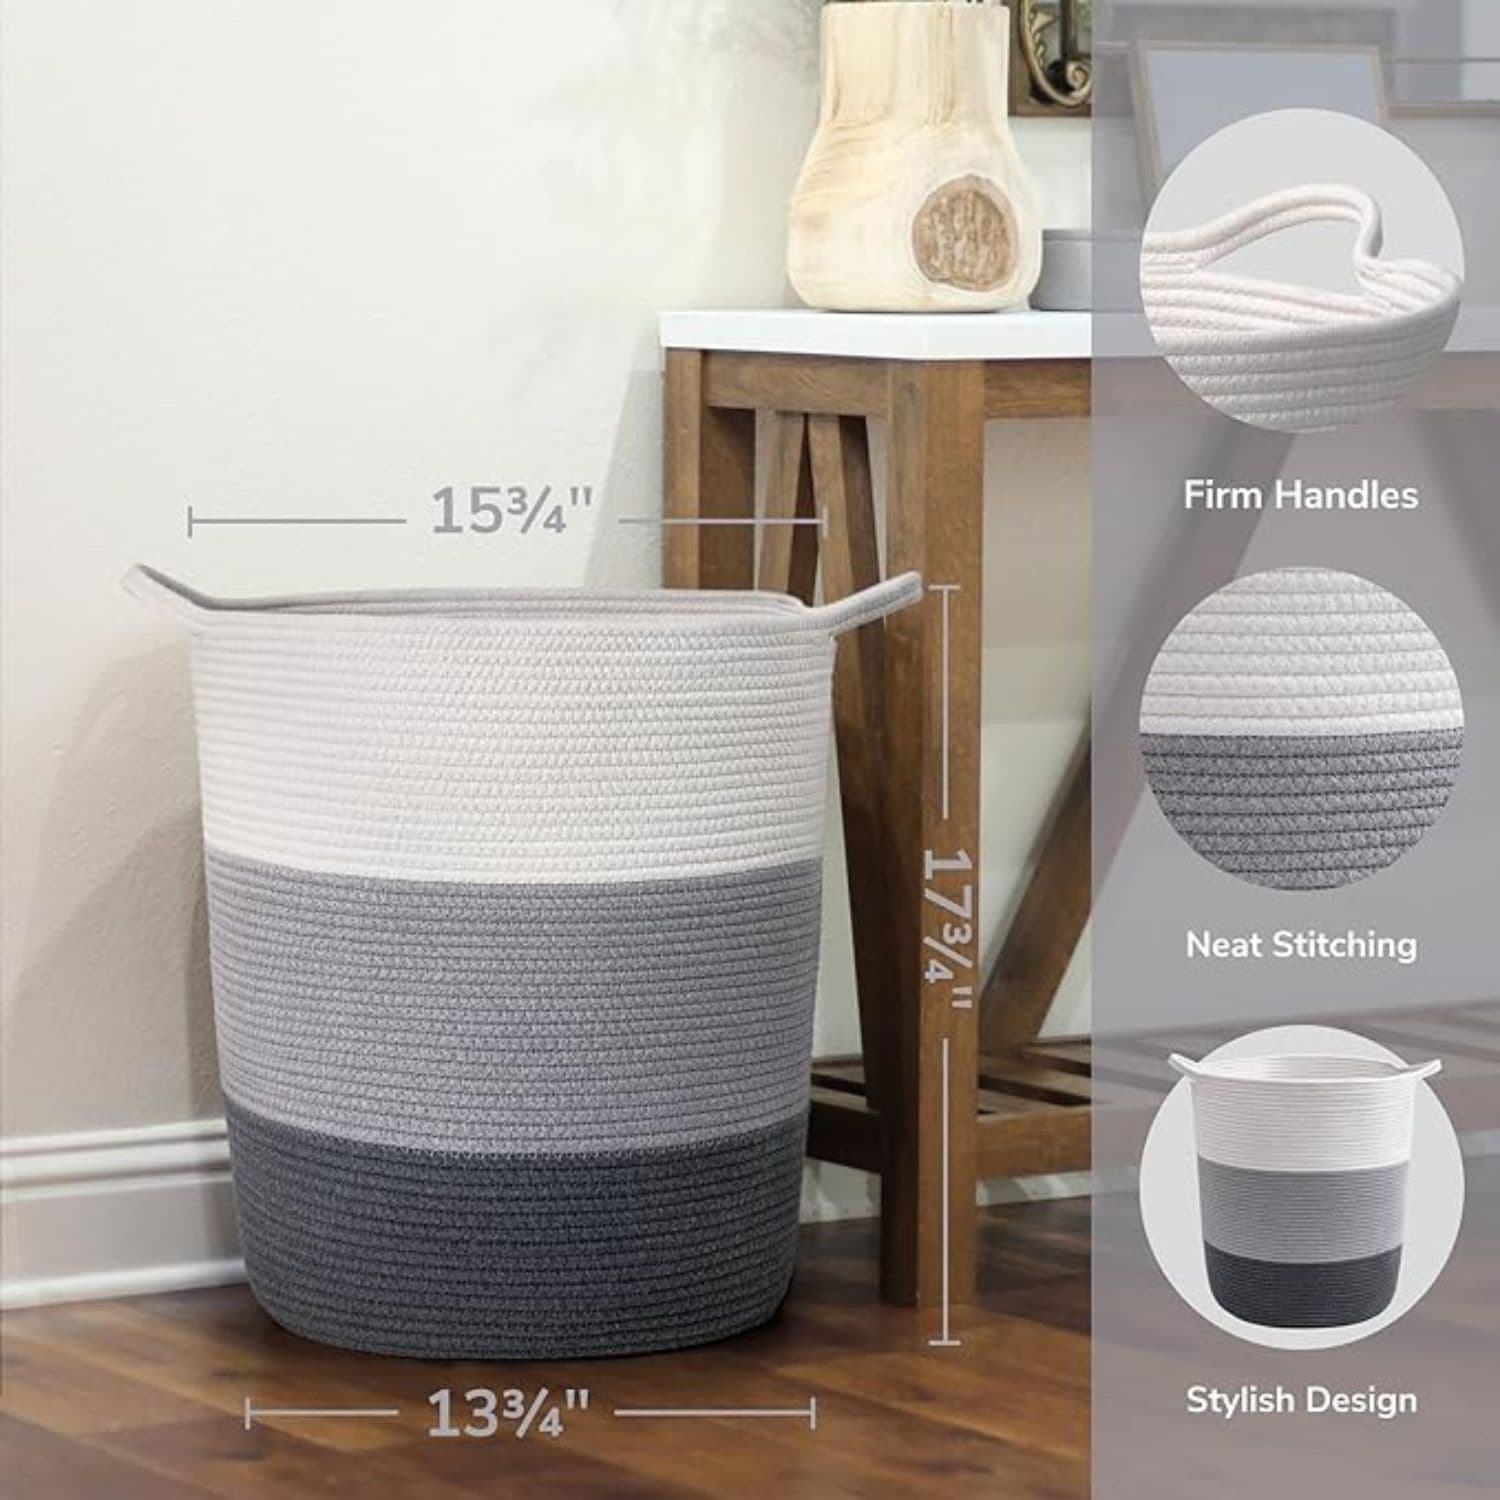 15¾"
17¾"
13¾"
Firm Handles
Neat Stitching
Stylish Design